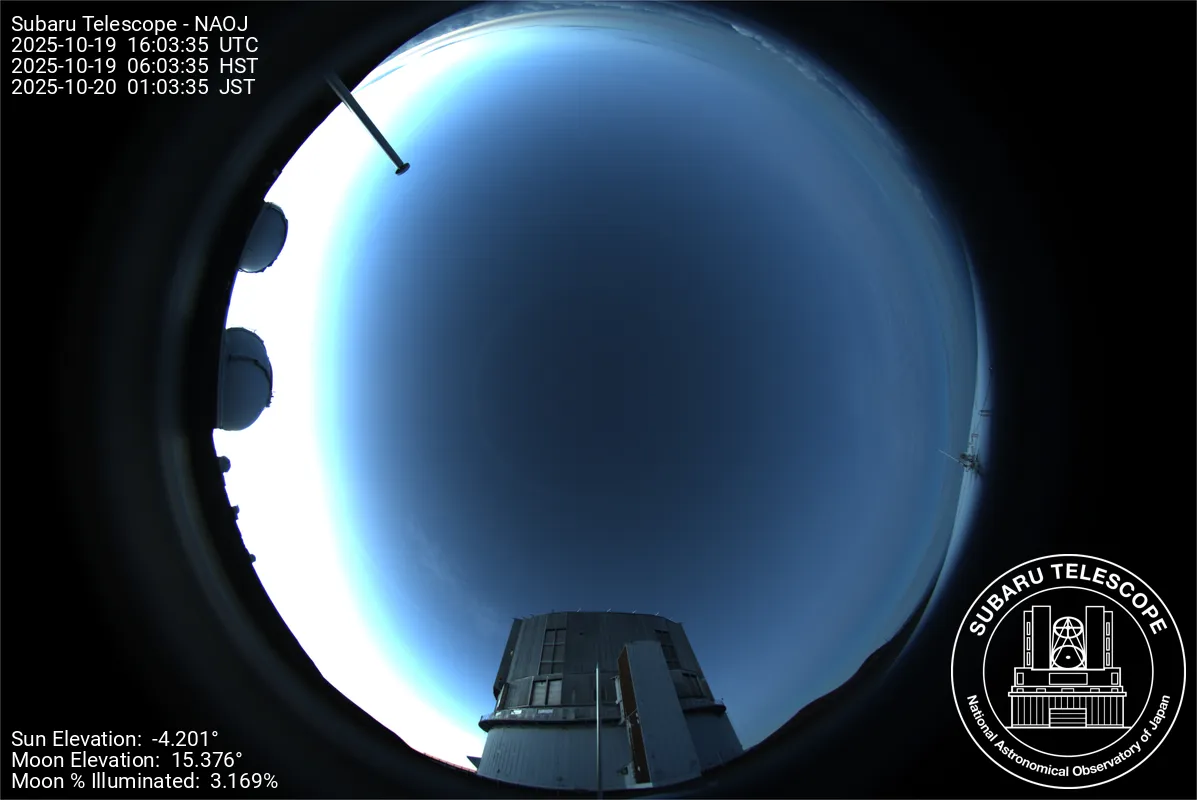 Subaru Telescope - NAOJ
2025-10-19 16:03:35 UTC
2025-10-19 06:03:35 HST
2025-10-20 01:03:35 JST
Sun Elevation: -4.201°
Moon Elevation: 15.376°
Moon % Illuminated: 3.169%
SUBARU TELESCOPE
National Astronomical Observatory of Japan